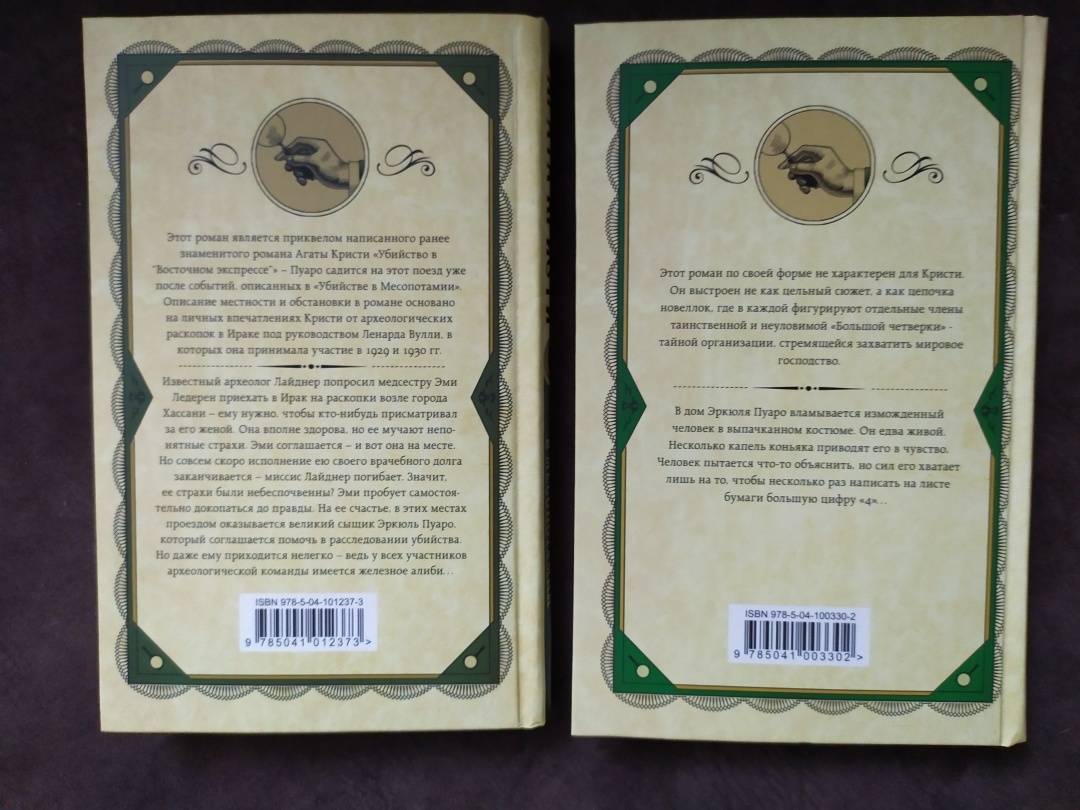 Этот роман является приквелом написанного ранее
знаменитого романа Агаты Кристи «Убийство в
"Восточном экспрессе"» – Пуаро садится на этот поезд уже
после событий, описанных в «Убийстве в Месопотамии».
Описание местности и обстановки в романе основано
на личных впечатлениях Кристи от археологических
раскопок в Ираке под руководством Ленарда Вулли, в
которых она принимала участие в 1929 и 1930 гг.
Известный археолог Лайднер попросил медсестру Эми
Ледерен приехать в Ирак на раскопки возле города
Хассани – ему нужно, чтобы кто-нибудь присматривал
за его женой. Она вполне здорова, но ее мучают непо-
нятные страхи. Эми соглашается – и вот она на месте.
Но совсем скоро исполнение ею своего врачебного долга
заканчивается – миссис Лайднер погибает. Значит,
ее страхи были небеспочвенны? Эми пробует самостоя-
тельно докопаться до правды. На ее счастье, в этих местах
проездом оказывается великий сыщик Эркюль Пуаро,
который соглашается помочь в расследовании убийства.
Но даже ему приходится нелегко – ведь у всех участников
археологической команды имеется железное алиби...
ISBN 978-5-04-101237-3
9 785041 012373 >
Этот роман по своей форме не характерен для Кристи.
Он выстроен не как цельный сюжет, а как цепочка
новеллок, где в каждой фигурируют отдельные члены
таинственной и неуловимой «Большой четверки» -
тайной организации, стремящейся захватить мировое
господство.
В дом Эркюля Пуаро вламывается изможденный
человек в выпачканном костюме. Он едва живой.
Несколько капель коньяка приводят его в чувство.
Человек пытается что-то объяснить, но сил его хватает
лишь на то, чтобы несколько раз написать на листе
бумаги большую цифру «4»...
ISBN 978-5-04-100330-2
9 785041 003302 >